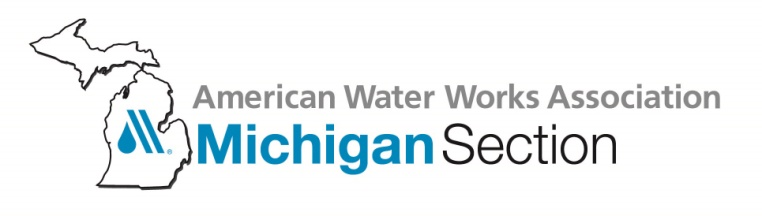 American Water Works Association
Michigan Section
®